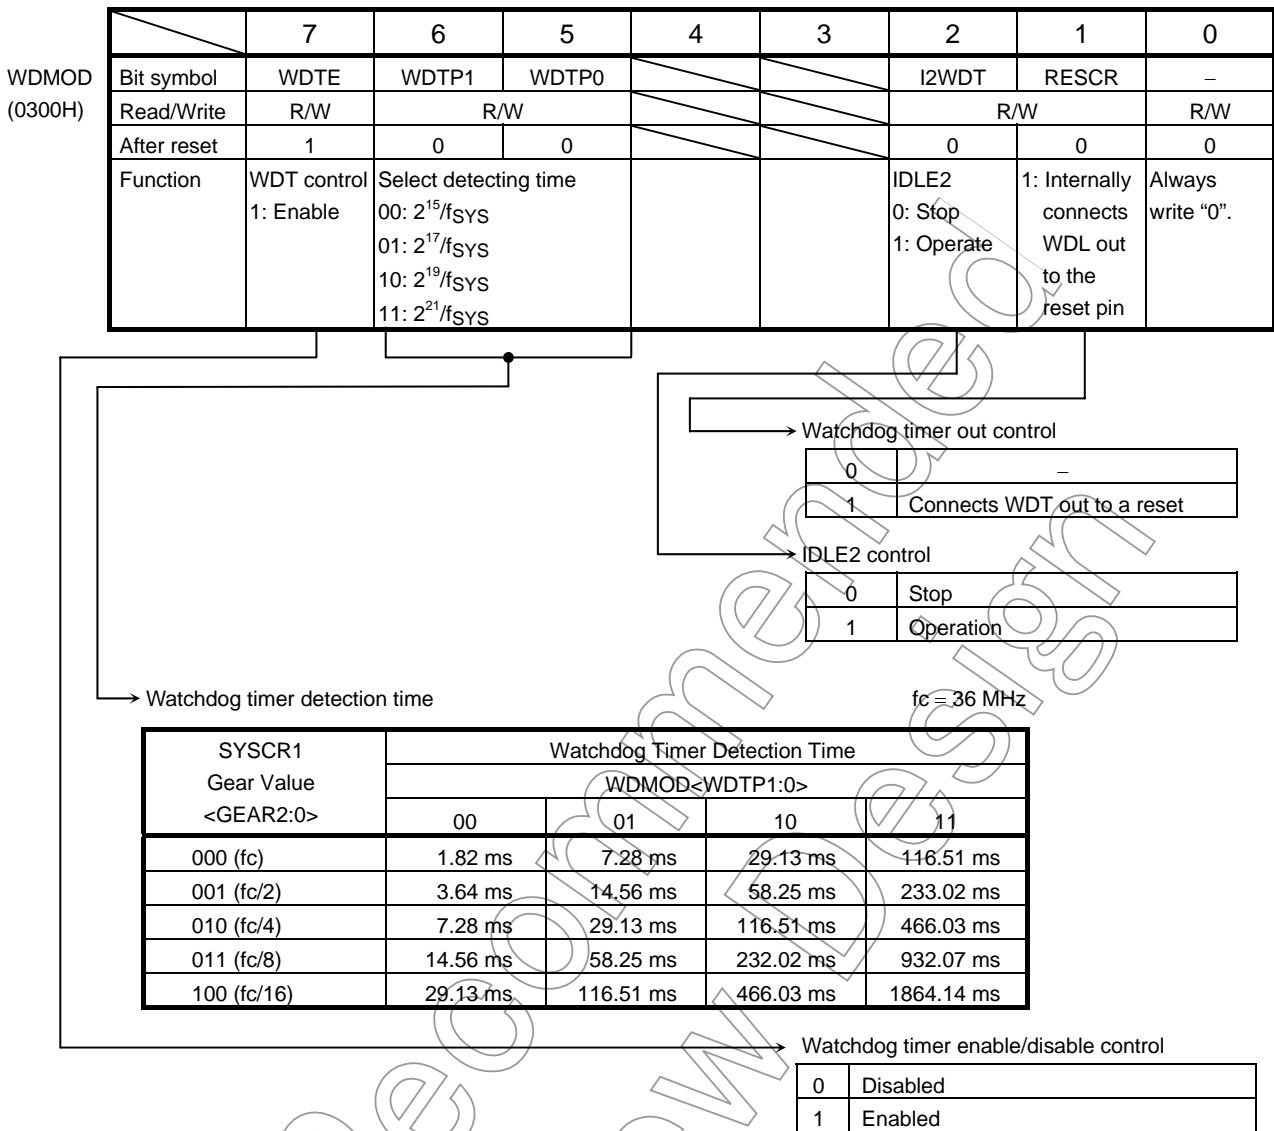 7 6 5 4 3 2 1 0
WDMOD (0300H)
Bit symbol WDTE WDTP1 WDTP0 I2WDT RESCR –
Read/Write R/W R/W R/W R/W
After reset 1 0 0 0 0 0
Function
WDT control
1: Enable
Select detecting time
00: 2^15/fSYS
01: 2^17/fSYS
10: 2^19/fSYS
11: 2^21/fSYS
IDLE2
0: Stop
1: Operate
1: Internally
connects
WDL out
to the
reset pin
Always
write “0”.
Watchdog timer out control
0 –
1 Connects WDT out to a reset
IDLE2 control
0 Stop
1 Operation
Watchdog timer detection time fc = 36 MHz
SYSCR1
Gear Value
<GEAR2:0>
Watchdog Timer Detection Time
WDMOD<WDTP1:0>
00 01 10 11
000 (fc) 1.82 ms 7.28 ms 29.13 ms 116.51 ms
001 (fc/2) 3.64 ms 14.56 ms 58.25 ms 233.02 ms
010 (fc/4) 7.28 ms 29.13 ms 116.51 ms 466.03 ms
011 (fc/8) 14.56 ms 58.25 ms 232.02 ms 932.07 ms
100 (fc/16) 29.13 ms 116.51 ms 466.03 ms 1864.14 ms
Watchdog timer enable/disable control
0 Disabled
1 Enabled
ecommended
w Design